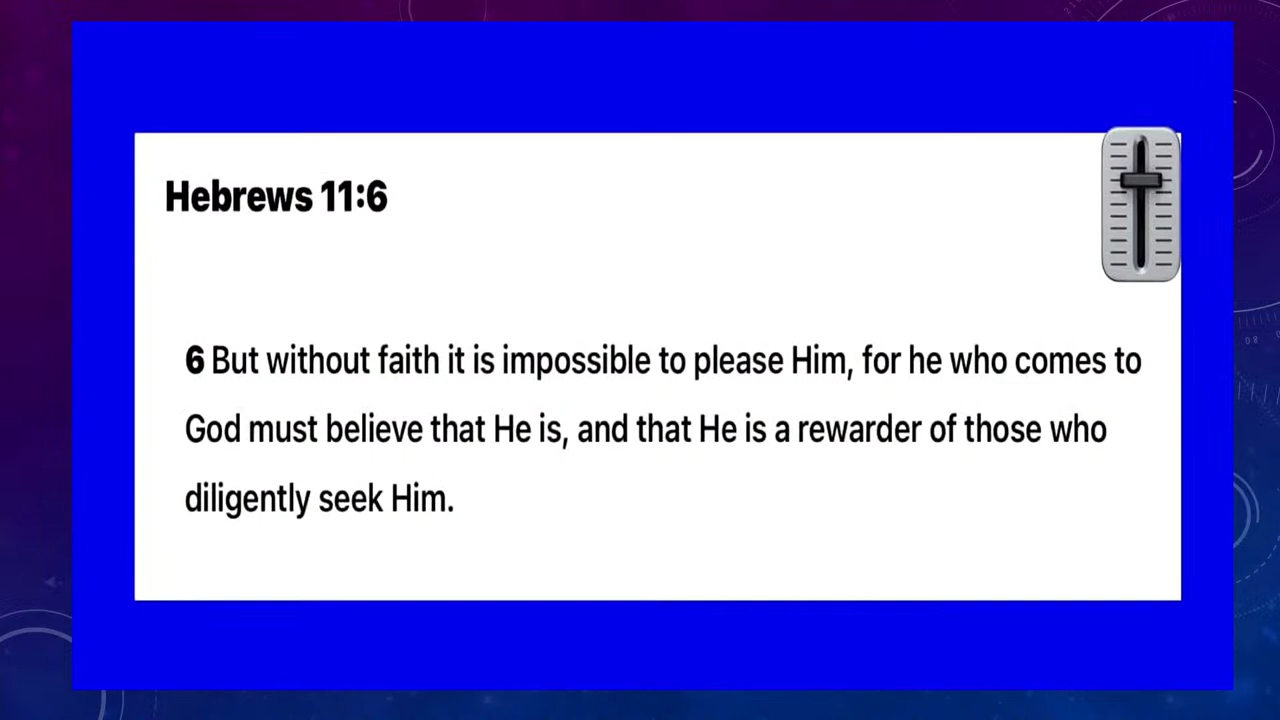 Hebrews 11:6
6 But without faith it is impossible to please Him, for he who comes to
God must believe that He is, and that He is a rewarder of those who
diligently seek Him.